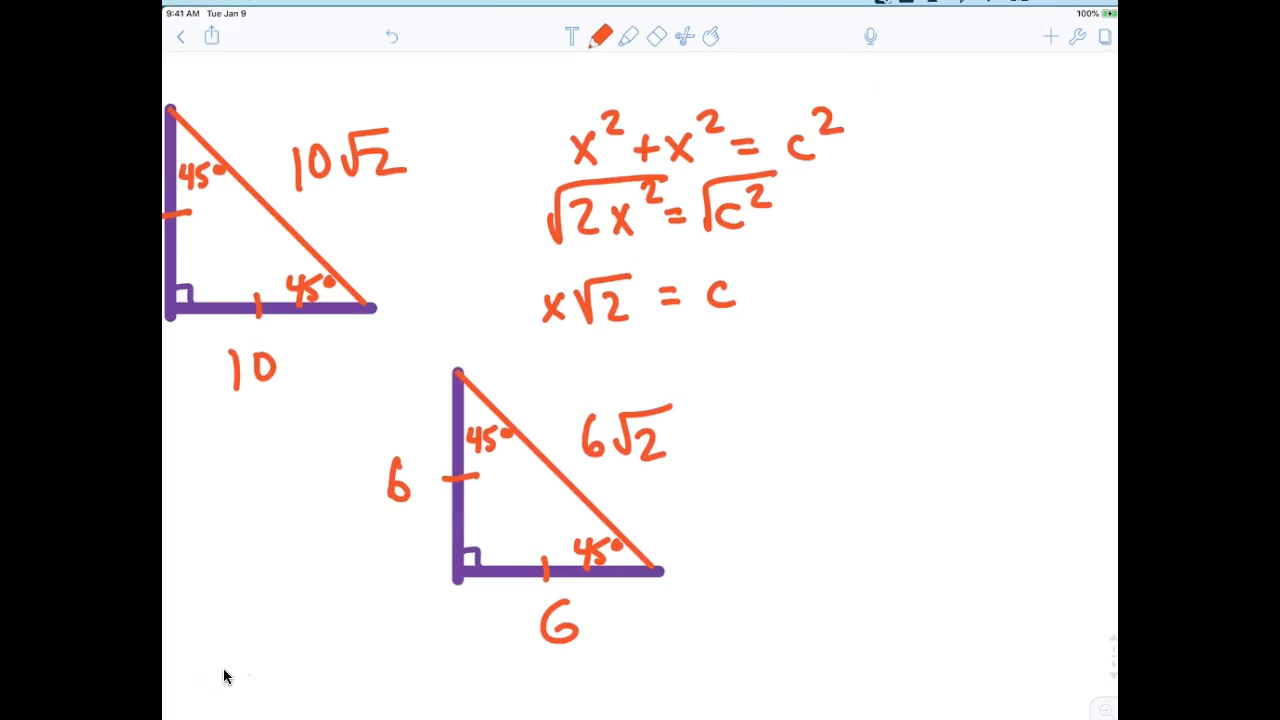 9:41 AM Tue Jan 9
100%
T
45°
10√2
45°
10
x² + x² = c²
√2x² = √c²
x√2 = c
45°
6√2
6
45°
6